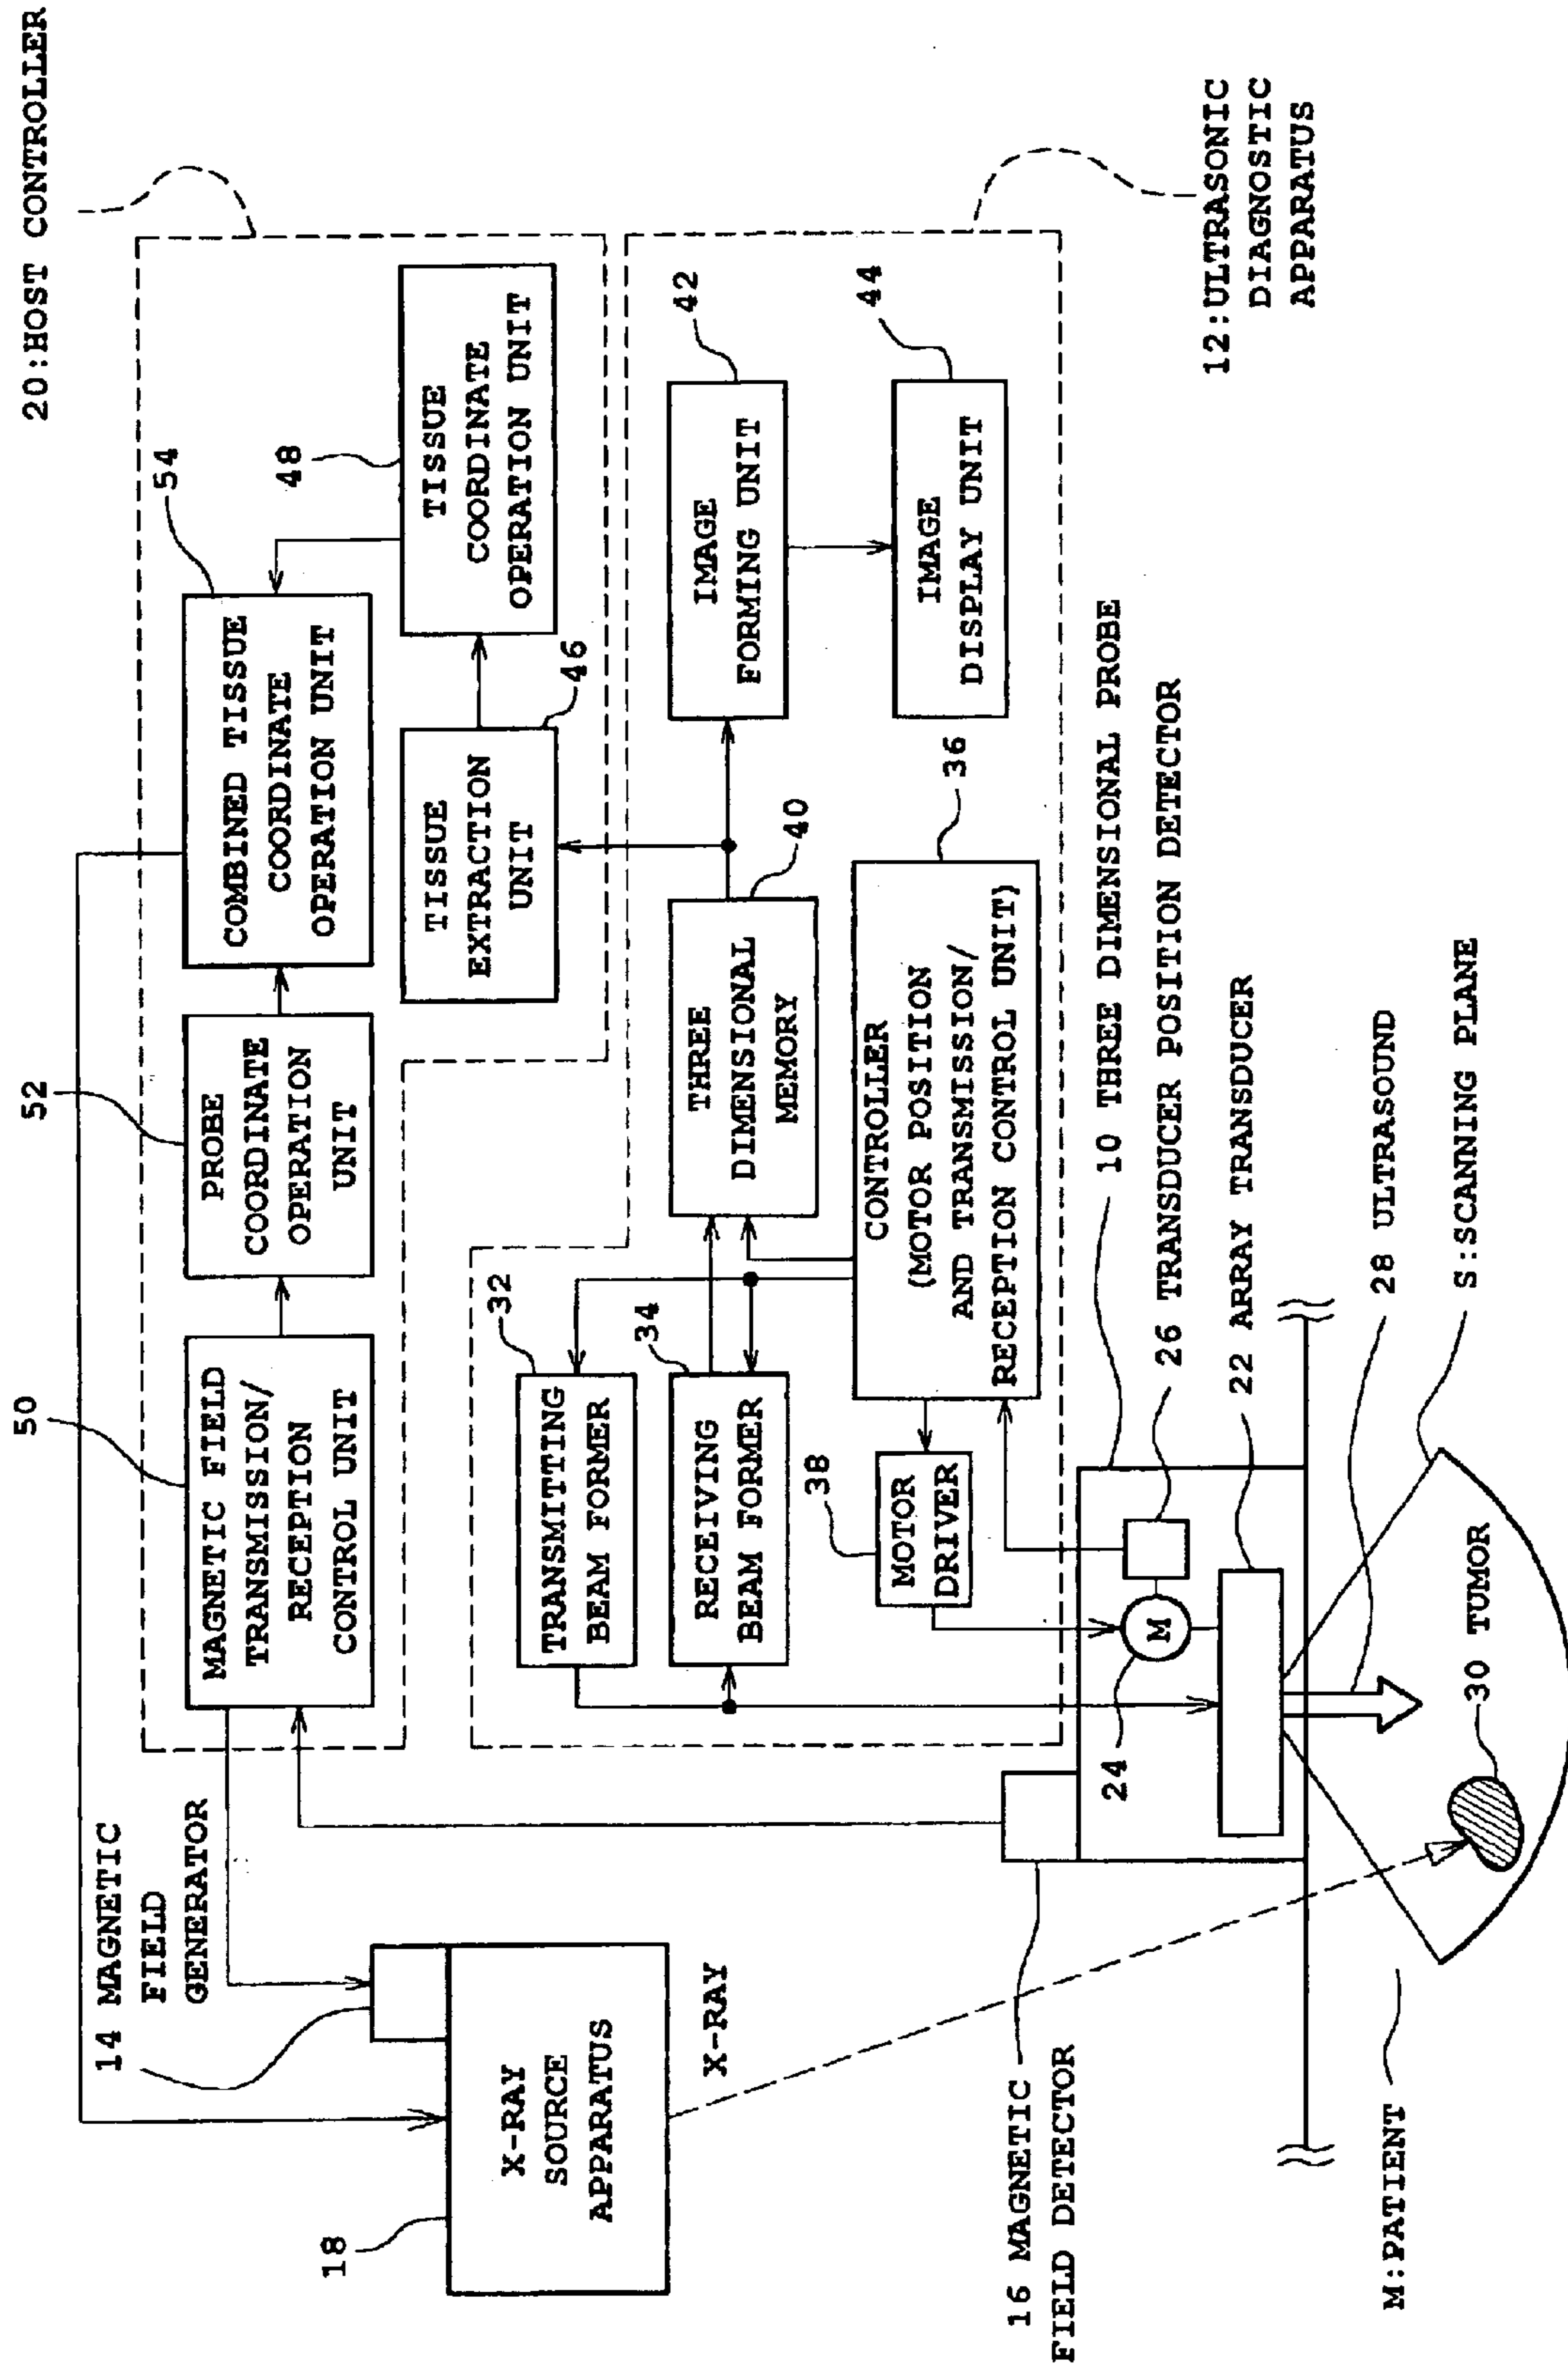 20:HOST CONTROLLER
50
MAGNETIC FIELD
TRANSMISSION/
RECEPTION
CONTROL UNIT
52
PROBE
COORDINATE
OPERATION
UNIT
54
COMBINED TISSUE
COORDINATE
OPERATION UNIT
48
TISSUE
COORDINATE
OPERATION UNIT
TISSUE
EXTRACTION
UNIT
46
14 MAGNETIC
FIELD
GENERATOR
18
X-RAY
SOURCE
APPARATUS
X-RAY
32
TRANSMITTING
BEAM FORMER
34
RECEIVING
BEAM FORMER
38
MOTOR
DRIVER
THREE
DIMENSIONAL
MEMORY
40
CONTROLLER
(MOTOR POSITION
AND TRANSMISSION/
RECEPTION CONTROL UNIT)
36
42
IMAGE
FORMING UNIT
44
IMAGE
DISPLAY UNIT
12:ULTRASONIC
DIAGNOSTIC
APPARATUS
16 MAGNETIC
FIELD DETECTOR
24
M
10 THREE DIMENSIONAL PROBE
26 TRANSDUCER POSITION DETECTOR
22 ARRAY TRANSDUCER
28 ULTRASOUND
S:SCANNING PLANE
30 TUMOR
M:PATIENT